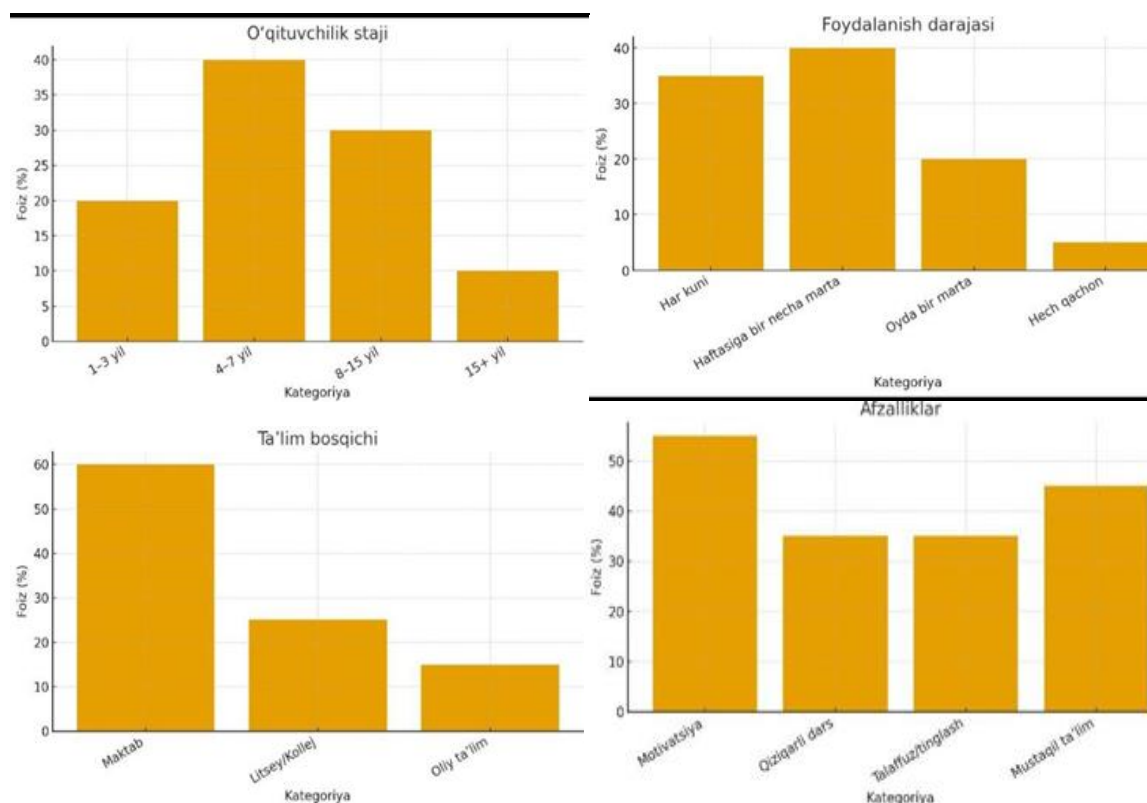 O‘qituvchilik staji
Foiz (%)
40
35
30
25
20
15
10
5
0
1–3 yil
4–7 yil
8–15 yil
15+ yil
Kategoriya
Foydalanish darajasi
Foiz (%)
40
30
20
10
0
Har kuni
Haftasiga bir necha marta
Oyda bir marta
Hech qachon
Kategoriya
Ta’lim bosqichi
Foiz (%)
60
50
40
30
20
10
0
Maktab
Litsey/Kollej
Oliy ta’lim
Kategoriya
Afzalliklar
Foiz (%)
50
40
30
20
10
0
Motivatsiya
Qiziqarli dars
Talaffuz/tinglash
Mustaqil ta’lim
Kategoriya